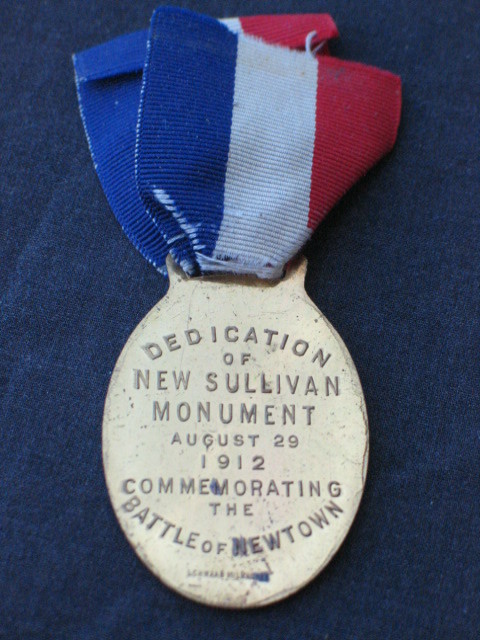 DEDICATION
OF
NEW SULLIVAN
MONUMENT
AUGUST 29
1912
COMMEMORATING
THE
BATTLE OF NEWTOWN